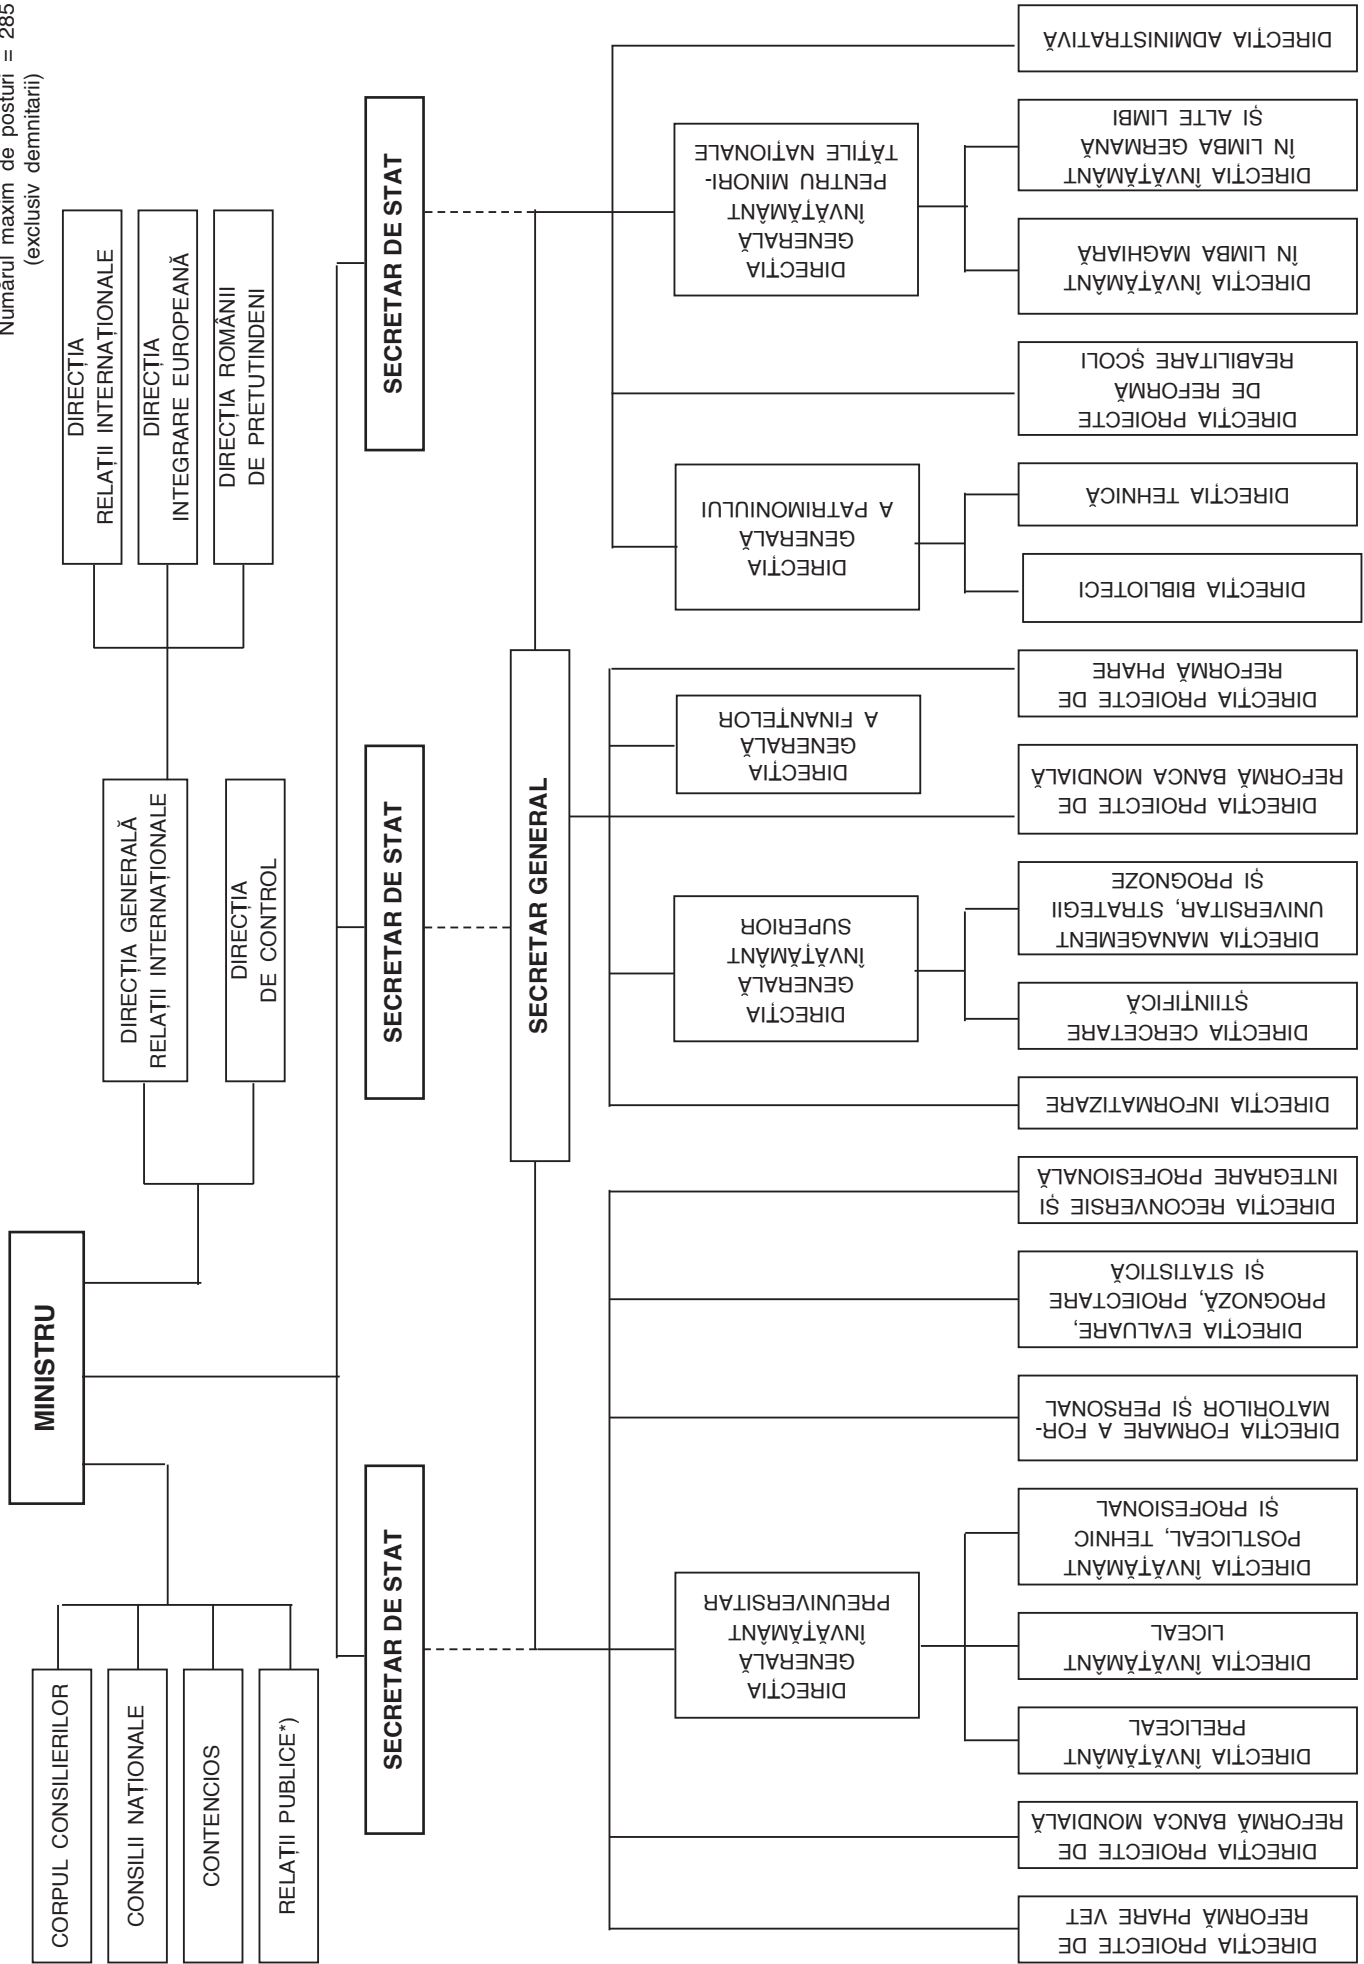 Numărul maxim de posturi = 285
(exclusiv demnitarii)
MINISTRU
CORPUL CONSILIERILOR
CONSILII NAȚIONALE
CONTENCIOS
RELAȚII PUBLICE*)
DIRECȚIA GENERALĂ
RELAȚII INTERNAȚIONALE
DIRECȚIA
DE CONTROL
DIRECȚIA
RELAȚII INTERNAȚIONALE
DIRECȚIA
INTEGRARE EUROPEANĂ
DIRECȚIA ROMÂNII
DE PRETUTINDENI
SECRETAR DE STAT
SECRETAR DE STAT
SECRETAR DE STAT
SECRETAR GENERAL
DIRECȚIA
GENERALĂ
ÎNVĂȚĂMÂNT
PREUNIVERSITAR
DIRECȚIA
GENERALĂ
ÎNVĂȚĂMÂNT
SUPERIOR
DIRECȚIA
GENERALĂ
A FINANȚELOR
DIRECȚIA
GENERALĂ
A PATRIMONIULUI
DIRECȚIA
GENERALĂ
ÎNVĂȚĂMÂNT
PENTRU MINORI-
TĂȚILE NAȚIONALE
DIRECȚIA PROIECTE DE
REFORMĂ PHARE VET
DIRECȚIA PROIECTE DE
REFORMĂ BANCA MONDIALĂ
DIRECȚIA ÎNVĂȚĂMÂNT
PRELICEAL
DIRECȚIA ÎNVĂȚĂMÂNT
LICEAL
DIRECȚIA ÎNVĂȚĂMÂNT
POSTLICEAL, TEHNIC
ȘI PROFESIONAL
DIRECȚIA FORMARE A FOR-
MATORILOR ȘI PERSONAL
DIRECȚIA EVALUARE,
PROGNOZĂ, PROIECTARE
ȘI STATISTICĂ
DIRECȚIA RECONVERSIE ȘI
INTEGRARE PROFESIONALĂ
DIRECȚIA INFORMATIZARE
DIRECȚIA CERCETARE
ȘTIINȚIFICĂ
DIRECȚIA MANAGEMENT
UNIVERSITAR, STRATEGII
ȘI PROGNOZE
DIRECȚIA PROIECTE DE
REFORMĂ BANCA MONDIALĂ
DIRECȚIA PROIECTE DE
REFORMĂ PHARE
DIRECȚIA BIBLIOTECI
DIRECȚIA TEHNICĂ
DIRECȚIA PROIECTE
DE REFORMĂ
REABILITARE ȘCOLI
DIRECȚIA ÎNVĂȚĂMÂNT
ÎN LIMBA MAGHIARĂ
DIRECȚIA ÎNVĂȚĂMÂNT
ÎN LIMBA GERMANĂ
ȘI ALTE LIMBI
DIRECȚIA ADMINISTRATIVĂ